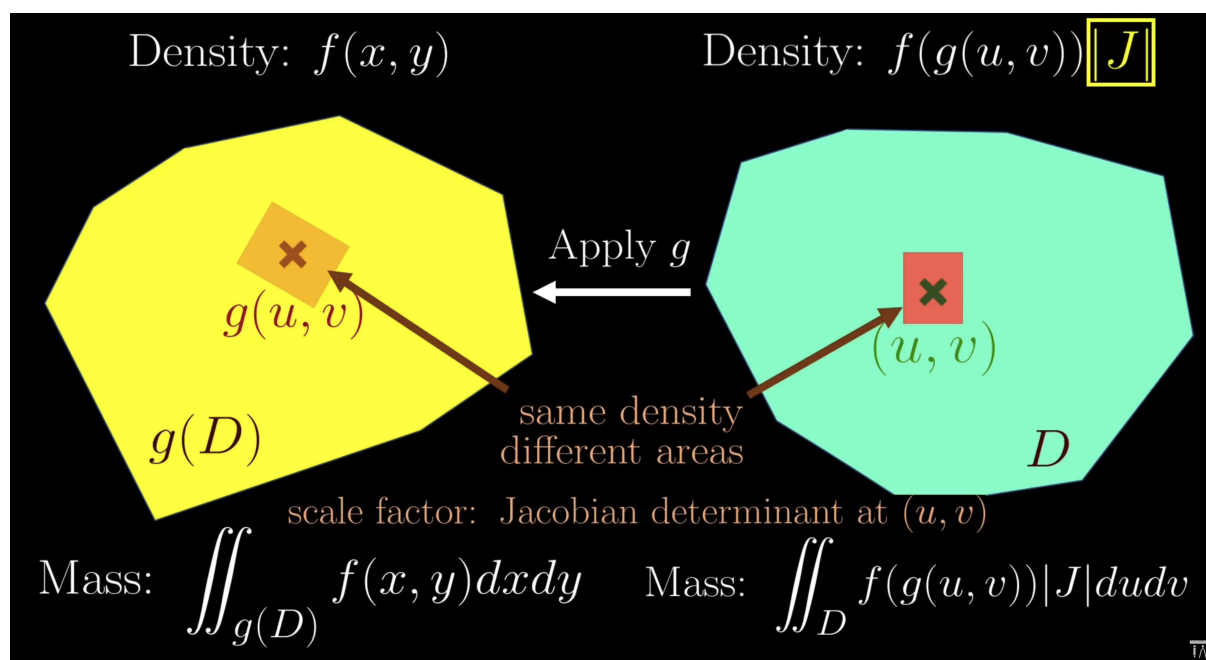 Density: f(x, y)
Density: f(g(u, v))|J|
Apply g
g(u, v)
(u, v)
same density
different areas
g(D)
D
scale factor: Jacobian determinant at (u, v)
Mass: ∬_{g(D)} f(x, y)dxdy
Mass: ∬_D f(g(u, v))|J|dudv